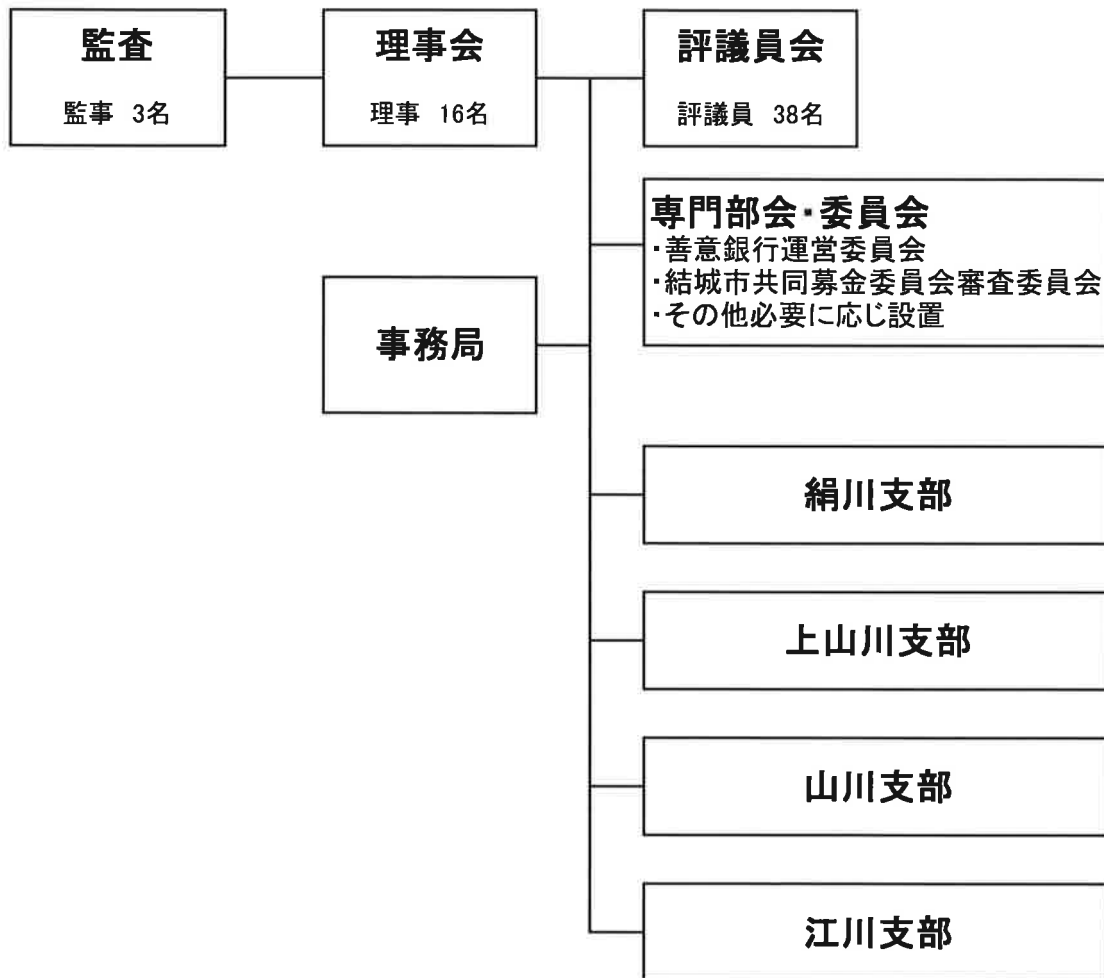 監査
監事 3名
理事会
理事 16名
評議員会
評議員 38名
専門部会・委員会
・善意銀行運営委員会
・結城市共同募金委員会審査委員会
・その他必要に応じ設置
事務局
絹川支部
上山川支部
山川支部
江川支部